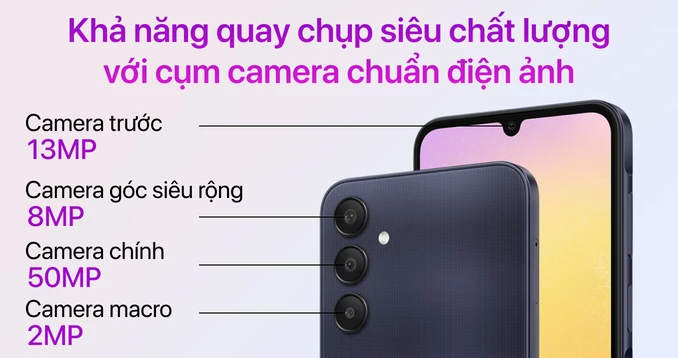 Khả năng quay chụp siêu chất lượng
với cụm camera chuẩn điện ảnh
Camera trước
13MP
Camera góc siêu rộng
8MP
Camera chính
50MP
Camera macro
2MP